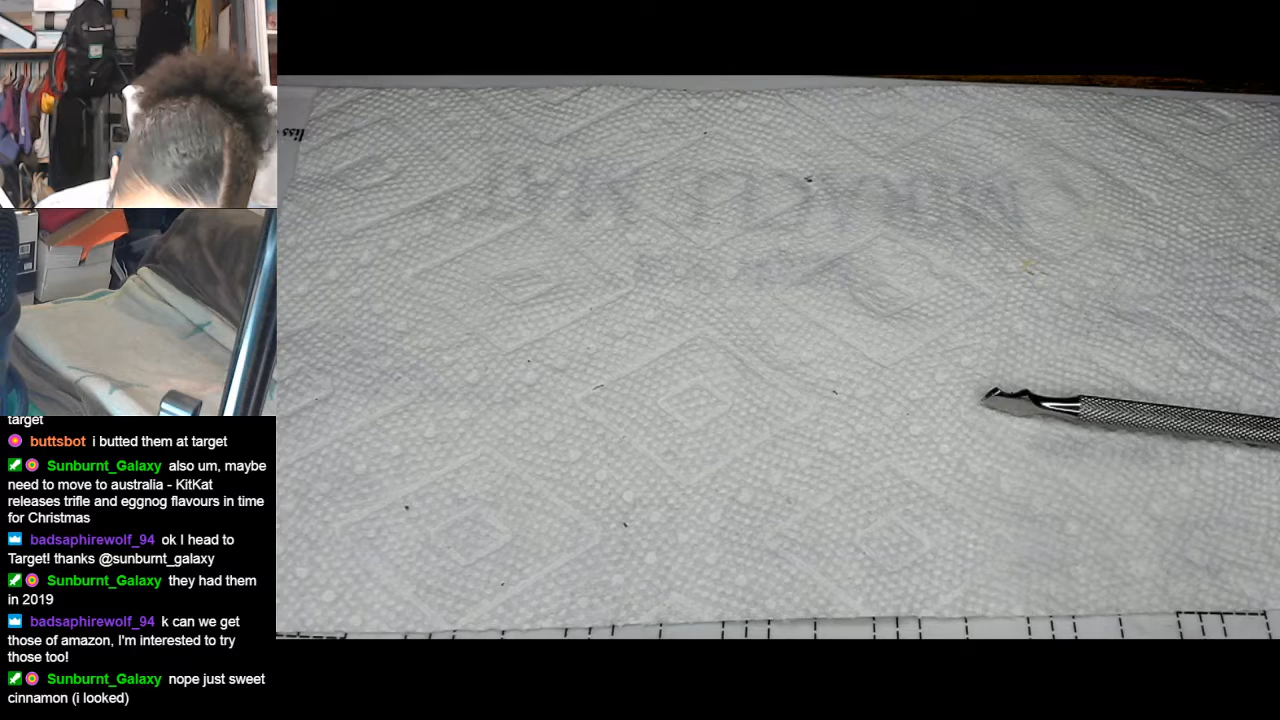 liss
target
buttsbot i butted them at target
Sunburnt_Galaxy also um, maybe
need to move to australia - KitKat
releases trifle and eggnog flavours in time
for Christmas
badsaphirewolf_94 ok I head to
Target! thanks @sunburnt_galaxy
Sunburnt_Galaxy they had them
in 2019
badsaphirewolf_94 k can we get
those of amazon, I'm interested to try
those too!
Sunburnt_Galaxy nope just sweet
cinnamon (i looked)